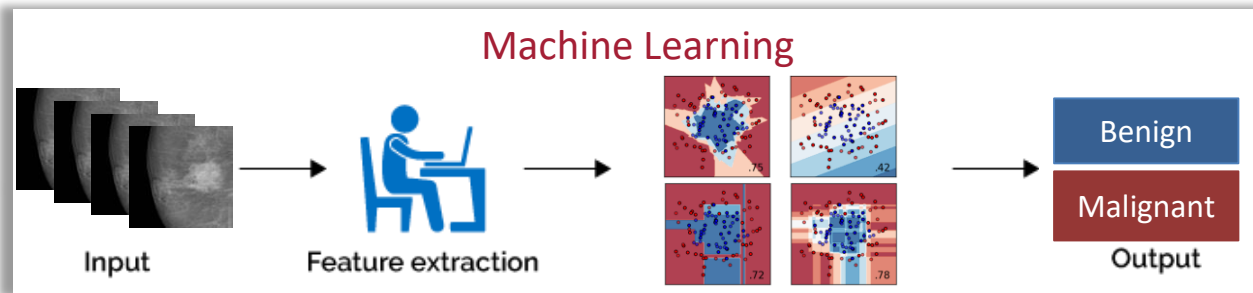 Machine Learning
.75
.42
.72
.78
Benign
Malignant
Input
Feature extraction
Output